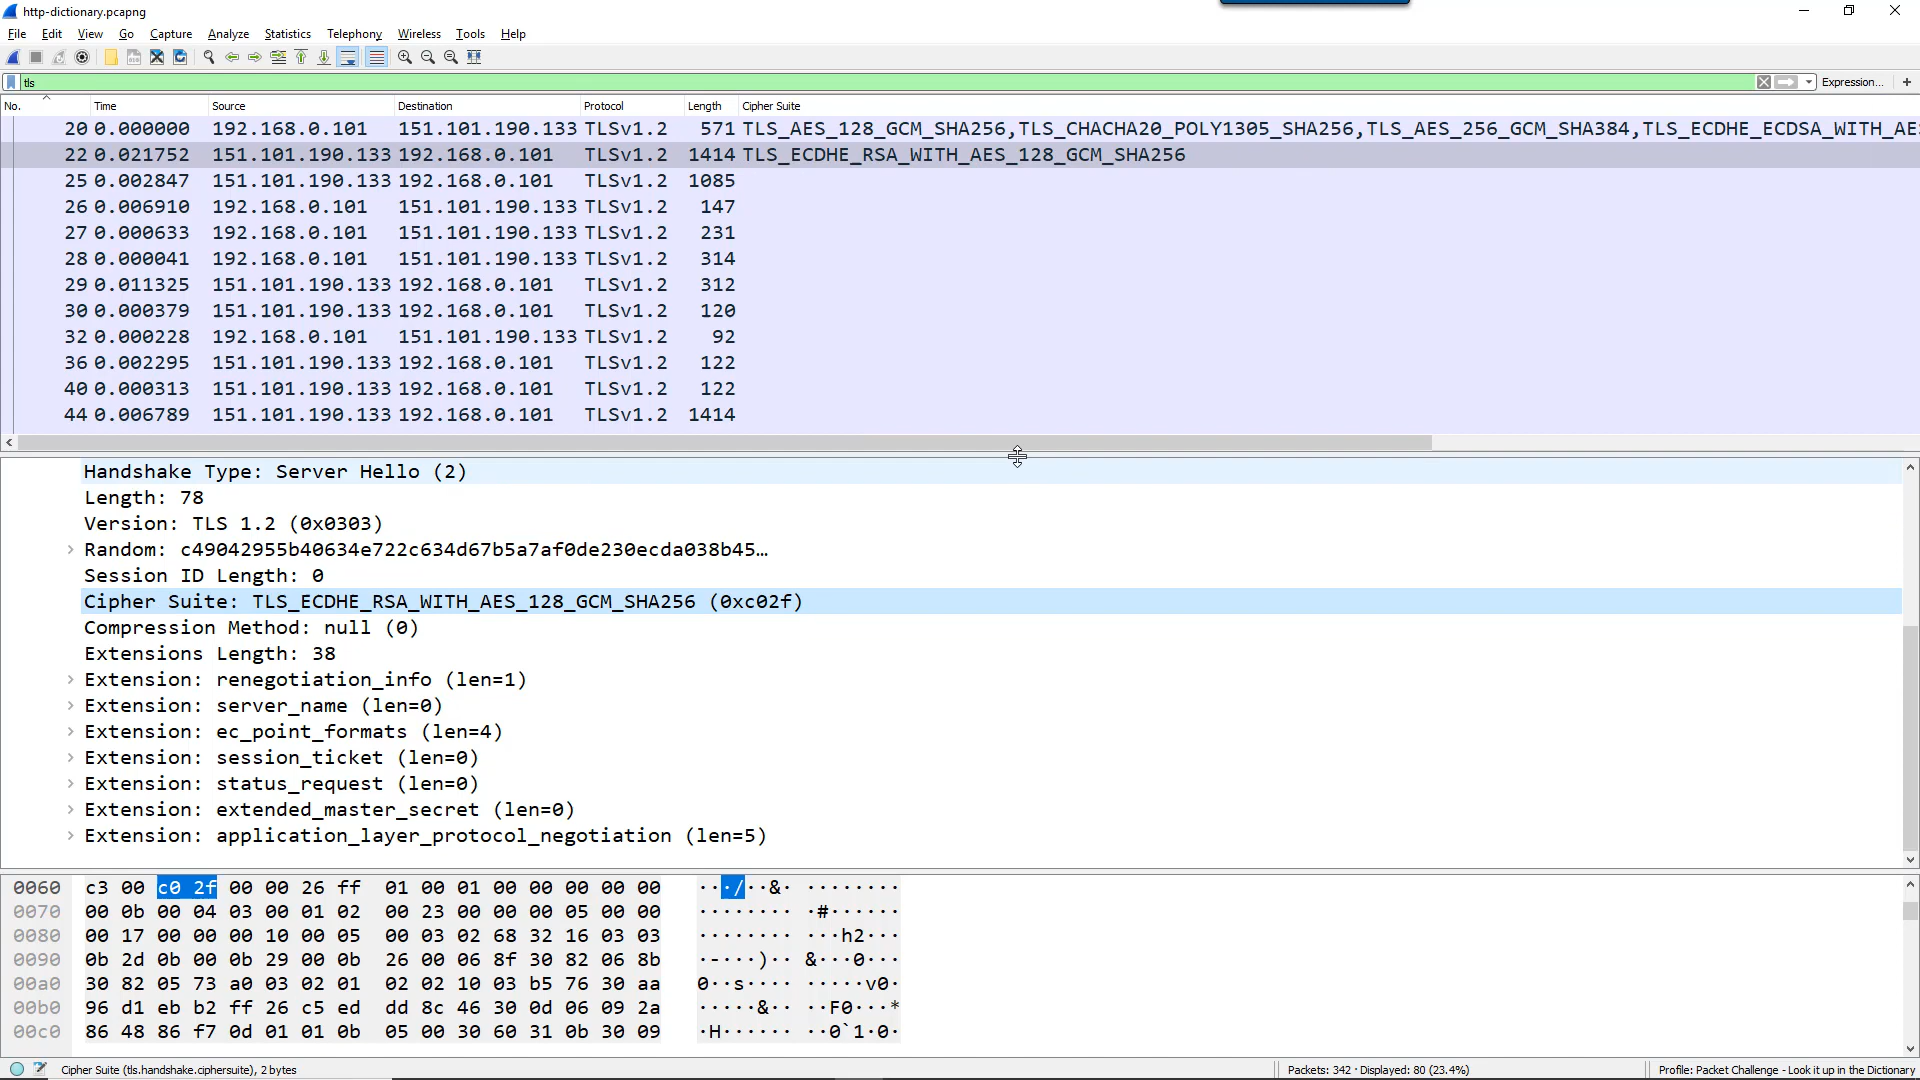 http-dictionary.pcapng
File Edit View Go Capture Analyze Statistics Telephony Wireless Tools Help
tls Expression... +
No. Time Source Destination Protocol Length Cipher Suite
20 0.000000 192.168.0.101 151.101.190.133 TLSv1.2 571 TLS_AES_128_GCM_SHA256,TLS_CHACHA20_POLY1305_SHA256,TLS_AES_256_GCM_SHA384,TLS_ECDHE_ECDSA_WITH_AES
22 0.021752 151.101.190.133 192.168.0.101 TLSv1.2 1414 TLS_ECDHE_RSA_WITH_AES_128_GCM_SHA256
25 0.002847 151.101.190.133 192.168.0.101 TLSv1.2 1085
26 0.006910 192.168.0.101 151.101.190.133 TLSv1.2 147
27 0.000633 192.168.0.101 151.101.190.133 TLSv1.2 231
28 0.000041 192.168.0.101 151.101.190.133 TLSv1.2 314
29 0.011325 151.101.190.133 192.168.0.101 TLSv1.2 312
30 0.000379 151.101.190.133 192.168.0.101 TLSv1.2 120
32 0.000228 192.168.0.101 151.101.190.133 TLSv1.2 92
36 0.002295 151.101.190.133 192.168.0.101 TLSv1.2 122
40 0.000313 151.101.190.133 192.168.0.101 TLSv1.2 122
44 0.006789 151.101.190.133 192.168.0.101 TLSv1.2 1414
Handshake Type: Server Hello (2)
Length: 78
Version: TLS 1.2 (0x0303)
Random: c49042955b40634e722c634d67b5a7af0de230ecda038b45…
Session ID Length: 0
Cipher Suite: TLS_ECDHE_RSA_WITH_AES_128_GCM_SHA256 (0xc02f)
Compression Method: null (0)
Extensions Length: 38
Extension: renegotiation_info (len=1)
Extension: server_name (len=0)
Extension: ec_point_formats (len=4)
Extension: session_ticket (len=0)
Extension: status_request (len=0)
Extension: extended_master_secret (len=0)
Extension: application_layer_protocol_negotiation (len=5)
0060 c3 00 c0 2f 00 00 26 ff 01 00 01 00 00 00 00 00 ···/··&· ········
0070 00 0b 00 04 03 00 01 02 00 23 00 00 00 05 00 00 ········ ·#······
0080 00 17 00 00 00 10 00 05 00 03 02 68 32 16 03 03 ········ ···h2···
0090 0b 2d 0b 00 0b 29 00 0b 26 00 06 8f 30 82 06 8b ·-···)·· &···0···
00a0 30 82 05 73 a0 03 02 01 02 02 10 03 b5 76 30 aa 0··s···· ·····v0·
00b0 96 d1 eb b2 ff 26 c5 ed dd 8c 46 30 0d 06 09 2a ·····&·· ··F0···*
00c0 86 48 86 f7 0d 01 01 0b 05 00 30 60 31 0b 30 09 ·H······ ··0`1·0·
Cipher Suite (tls.handshake.ciphersuite), 2 bytes Packets: 342 · Displayed: 80 (23.4%) Profile: Packet Challenge - Look it up in the Dictionary